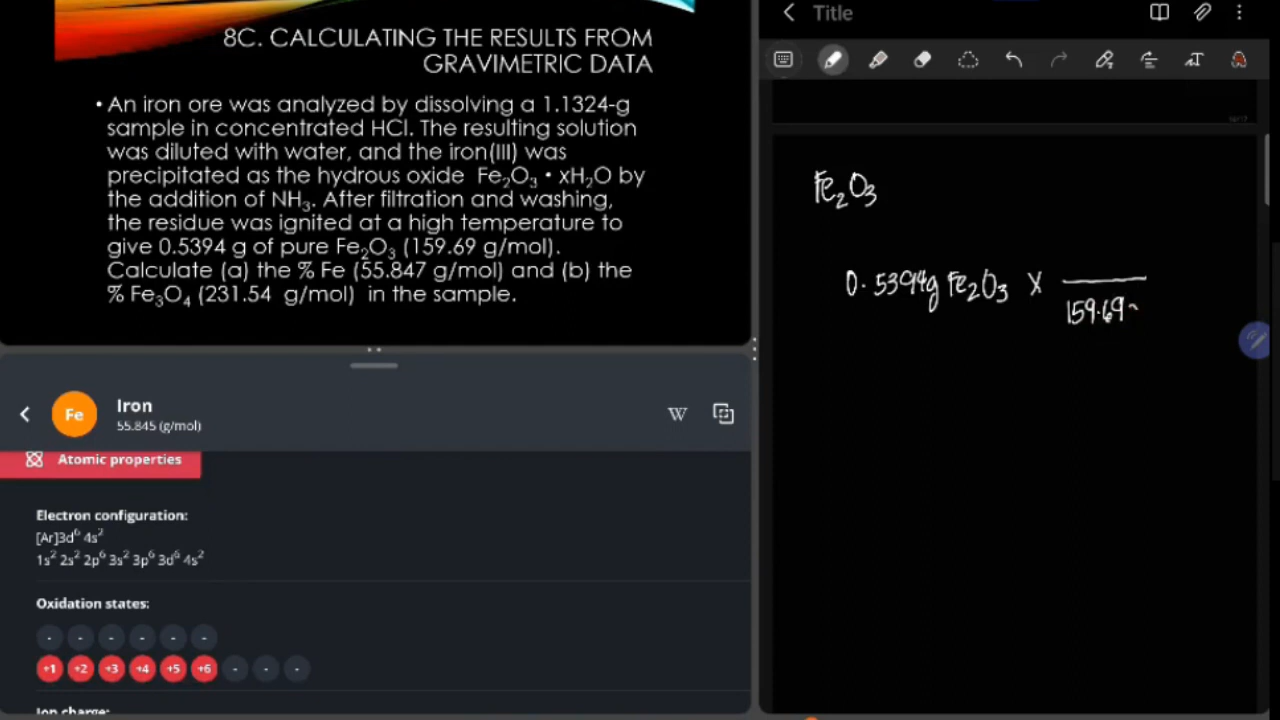 8C. CALCULATING THE RESULTS FROM
GRAVIMETRIC DATA
• An iron ore was analyzed by dissolving a 1.1324-g
sample in concentrated HCl. The resulting solution
was diluted with water, and the iron(III) was
precipitated as the hydrous oxide Fe₂O₃ • xH₂O by
the addition of NH₃. After filtration and washing,
the residue was ignited at a high temperature to
give 0.5394 g of pure Fe₂O₃ (159.69 g/mol).
Calculate (a) the % Fe (55.847 g/mol) and (b) the
% Fe₃O₄ (231.54 g/mol) in the sample.
Fe
Iron
55.845 (g/mol)
W
Atomic properties
Electron configuration:
[Ar]3d⁶ 4s²
1s² 2s² 2p⁶ 3s² 3p⁶ 3d⁶ 4s²
Oxidation states:
- - - - - -
+1 +2 +3 +4 +5 +6 - - -
Ion charge:
Title
Fe₂O₃
0.5394g Fe₂O₃ x
159.69